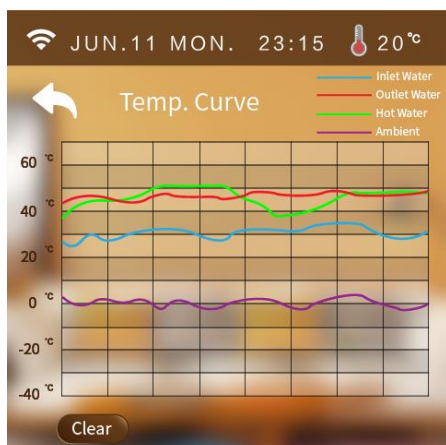 JUN.11 MON. 23:15 20℃
Inlet Water
Outlet Water
Hot Water
Ambient
Temp. Curve
60 ℃
40 ℃
20 ℃
0 ℃
-20 ℃
-40 ℃
Clear